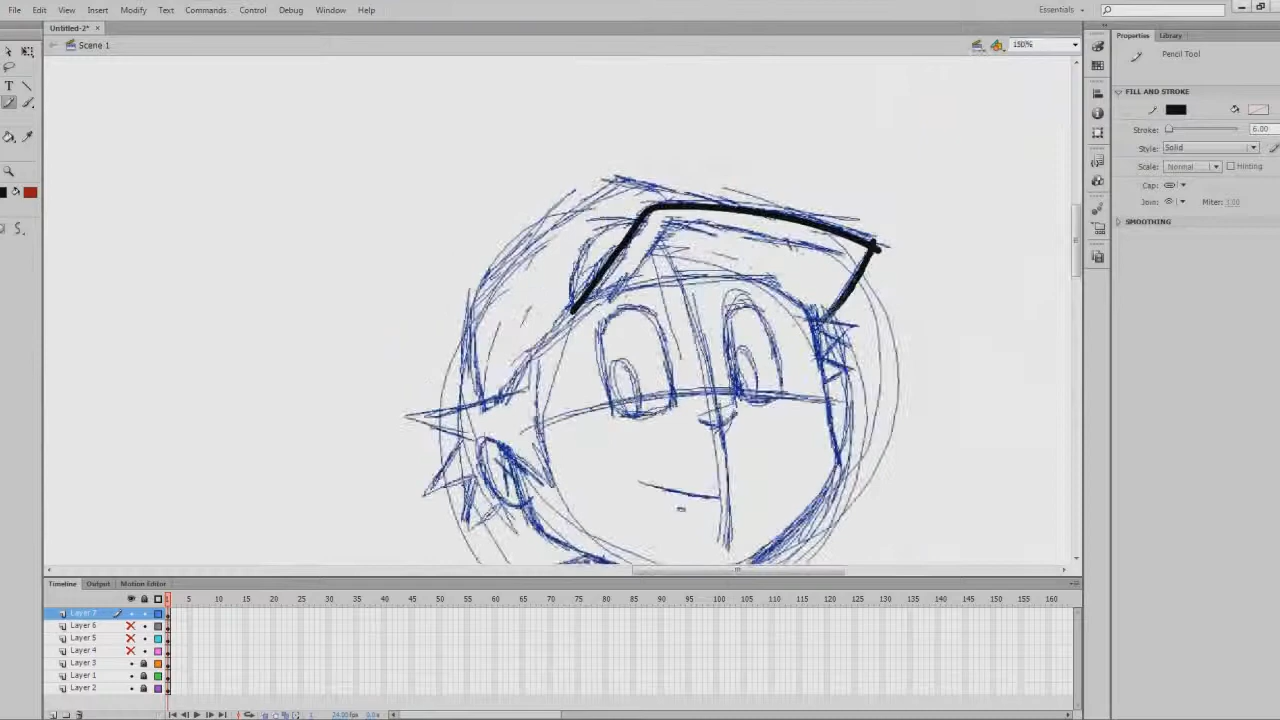 File Edit View Insert Modify Text Commands Control Debug Window Help
Essentials
Untitled-2* ×
Scene 1
150%
Properties Library
Pencil Tool
FILL AND STROKE
Stroke: 6.00
Style: Solid
Scale: Normal Hinting
Cap:
Join: Miter: 3.00
SMOOTHING
Timeline Output Motion Editor
1 5 10 15 20 25 30 35 40 45 50 55 60 65 70 75 80 85 90 95 100 105 110 115 120 125 130 135 140 145 150 155 160
Layer 7
Layer 6
Layer 5
Layer 4
Layer 3
Layer 1
Layer 2
1 24.00fps 0.0s